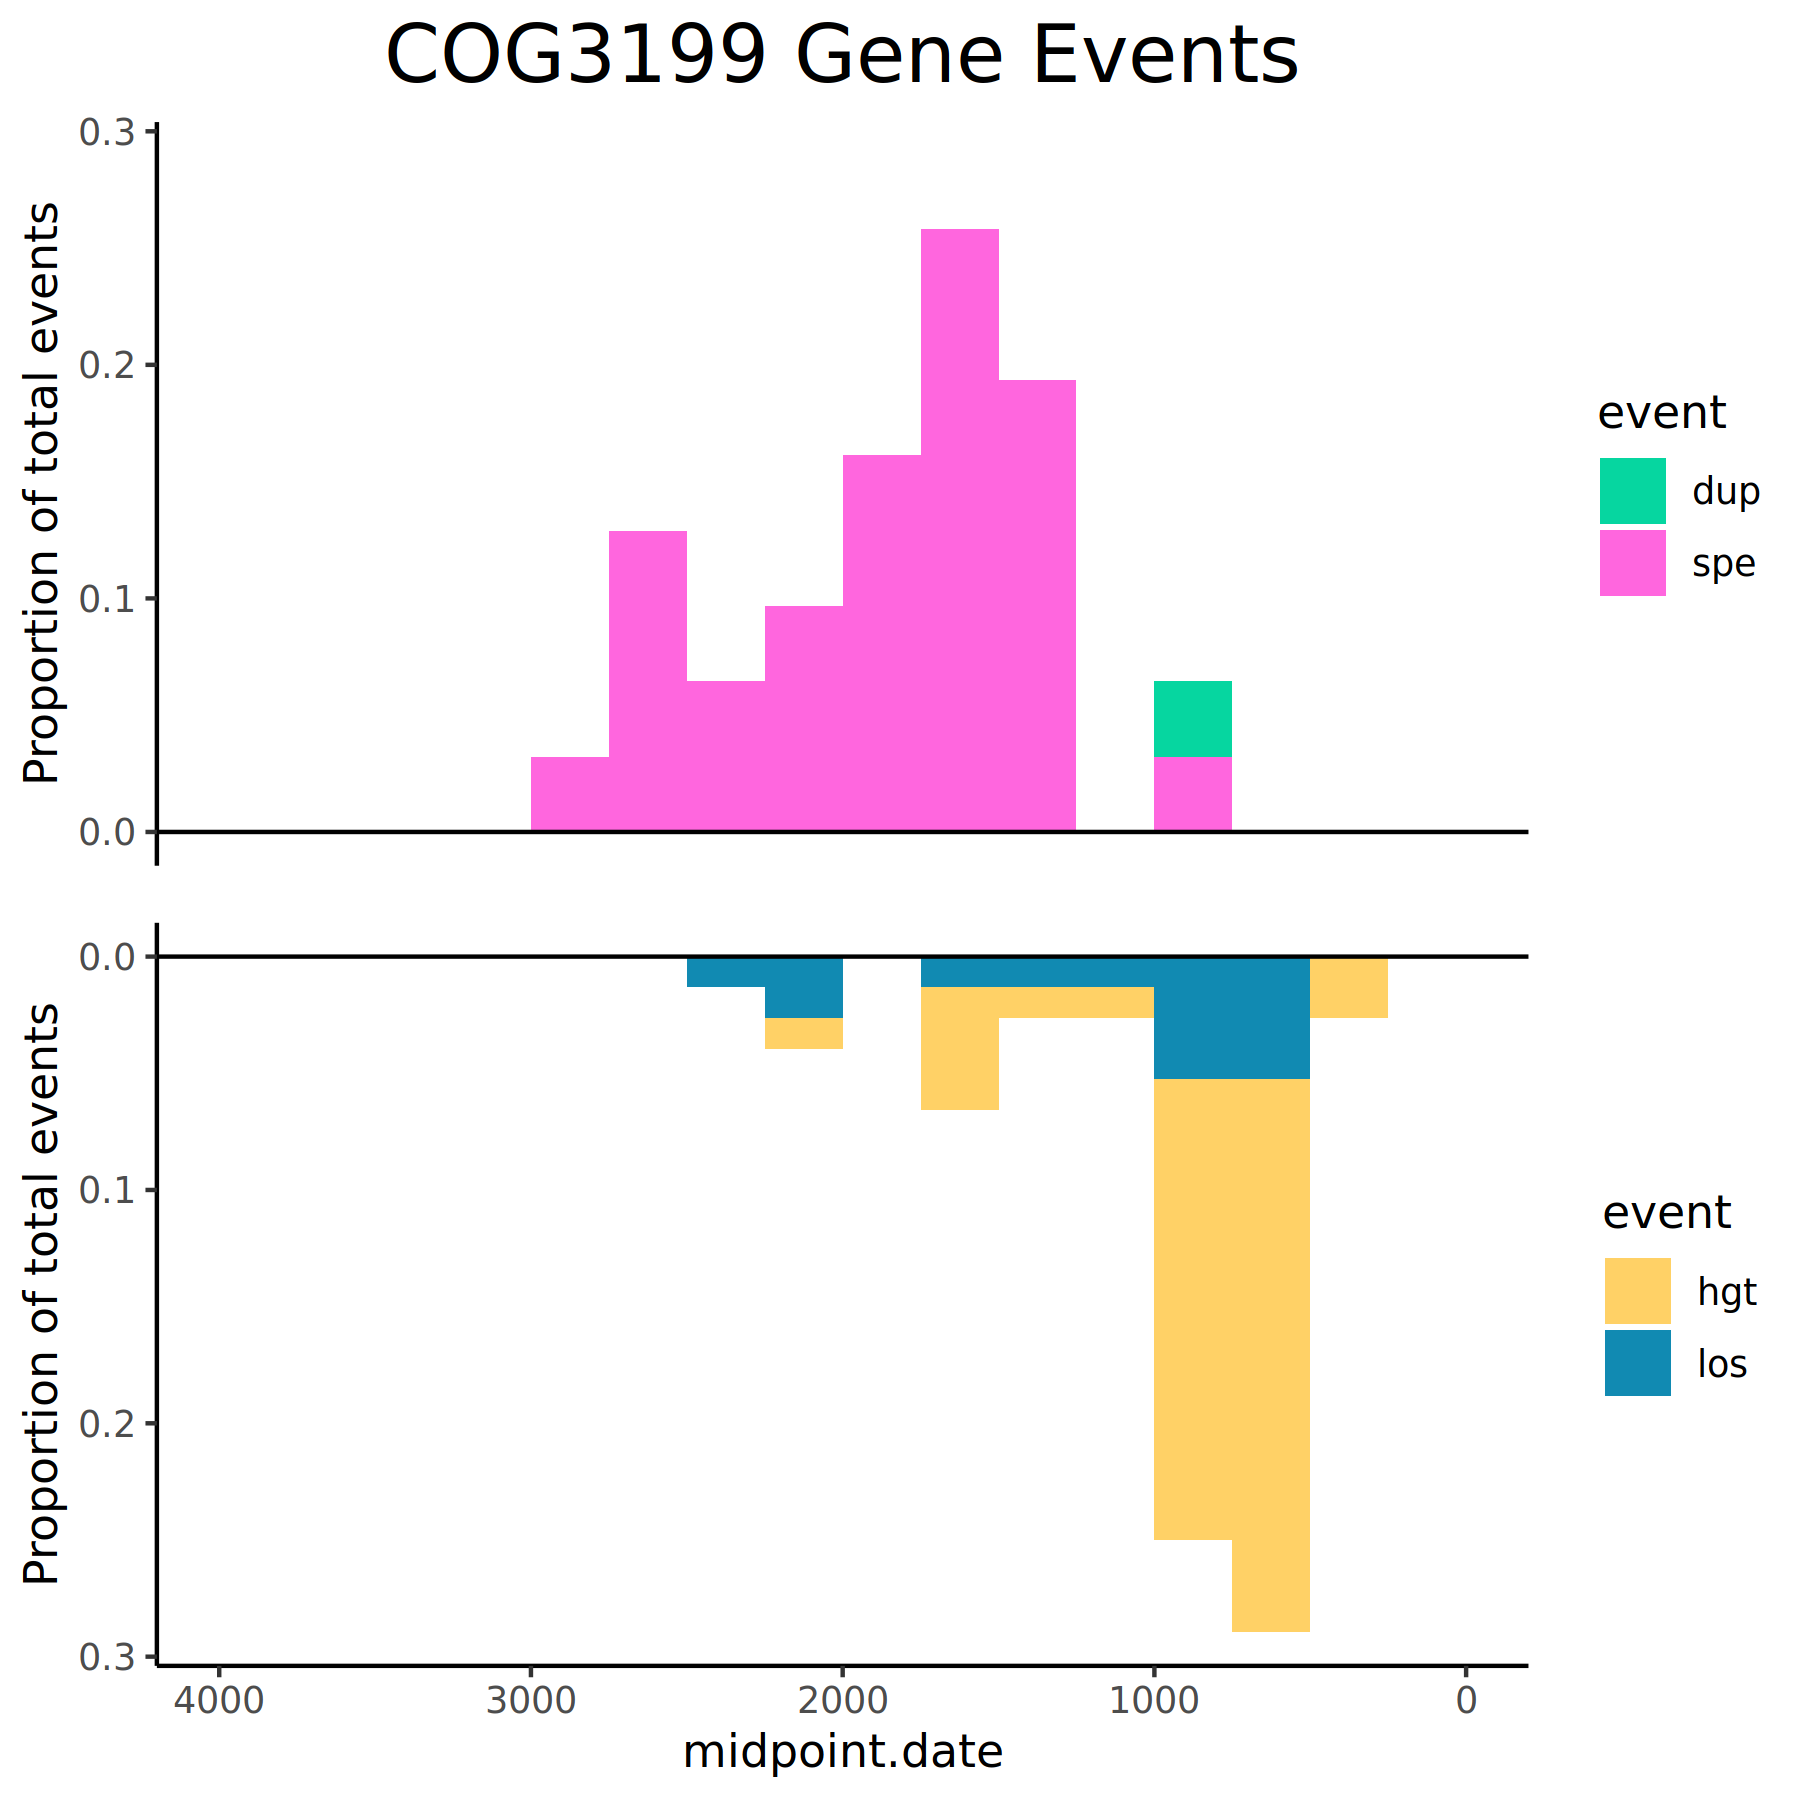 COG3199 Gene Events
Proportion of total events
0.3
0.2
0.1
0.0
event
dup
spe
Proportion of total events
0.0
0.1
0.2
0.3
event
hgt
los
4000 3000 2000 1000 0
midpoint.date